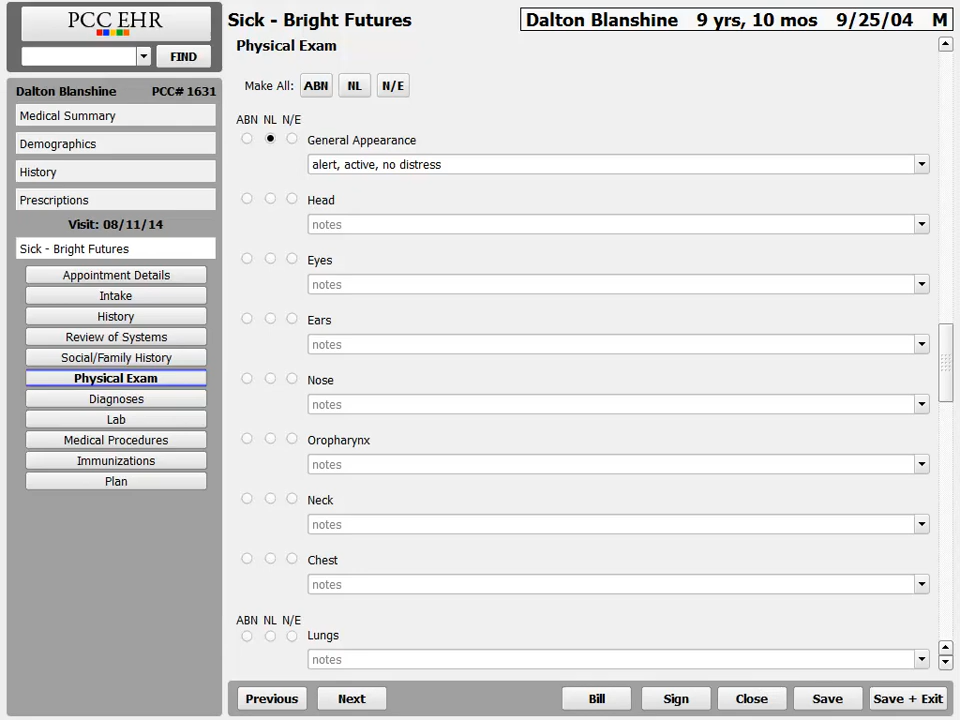 PCC EHR
FIND
Dalton Blanshine PCC# 1631
Medical Summary
Demographics
History
Prescriptions
Visit: 08/11/14
Sick - Bright Futures
Appointment Details
Intake
History
Review of Systems
Social/Family History
Physical Exam
Diagnoses
Lab
Medical Procedures
Immunizations
Plan
Sick - Bright Futures
Dalton Blanshine 9 yrs, 10 mos 9/25/04 M
Physical Exam
Make All: ABN NL N/E
ABN NL N/E
General Appearance
alert, active, no distress
Head
notes
Eyes
notes
Ears
notes
Nose
notes
Oropharynx
notes
Neck
notes
Chest
notes
ABN NL N/E
Lungs
notes
Previous Next Bill Sign Close Save Save + Exit